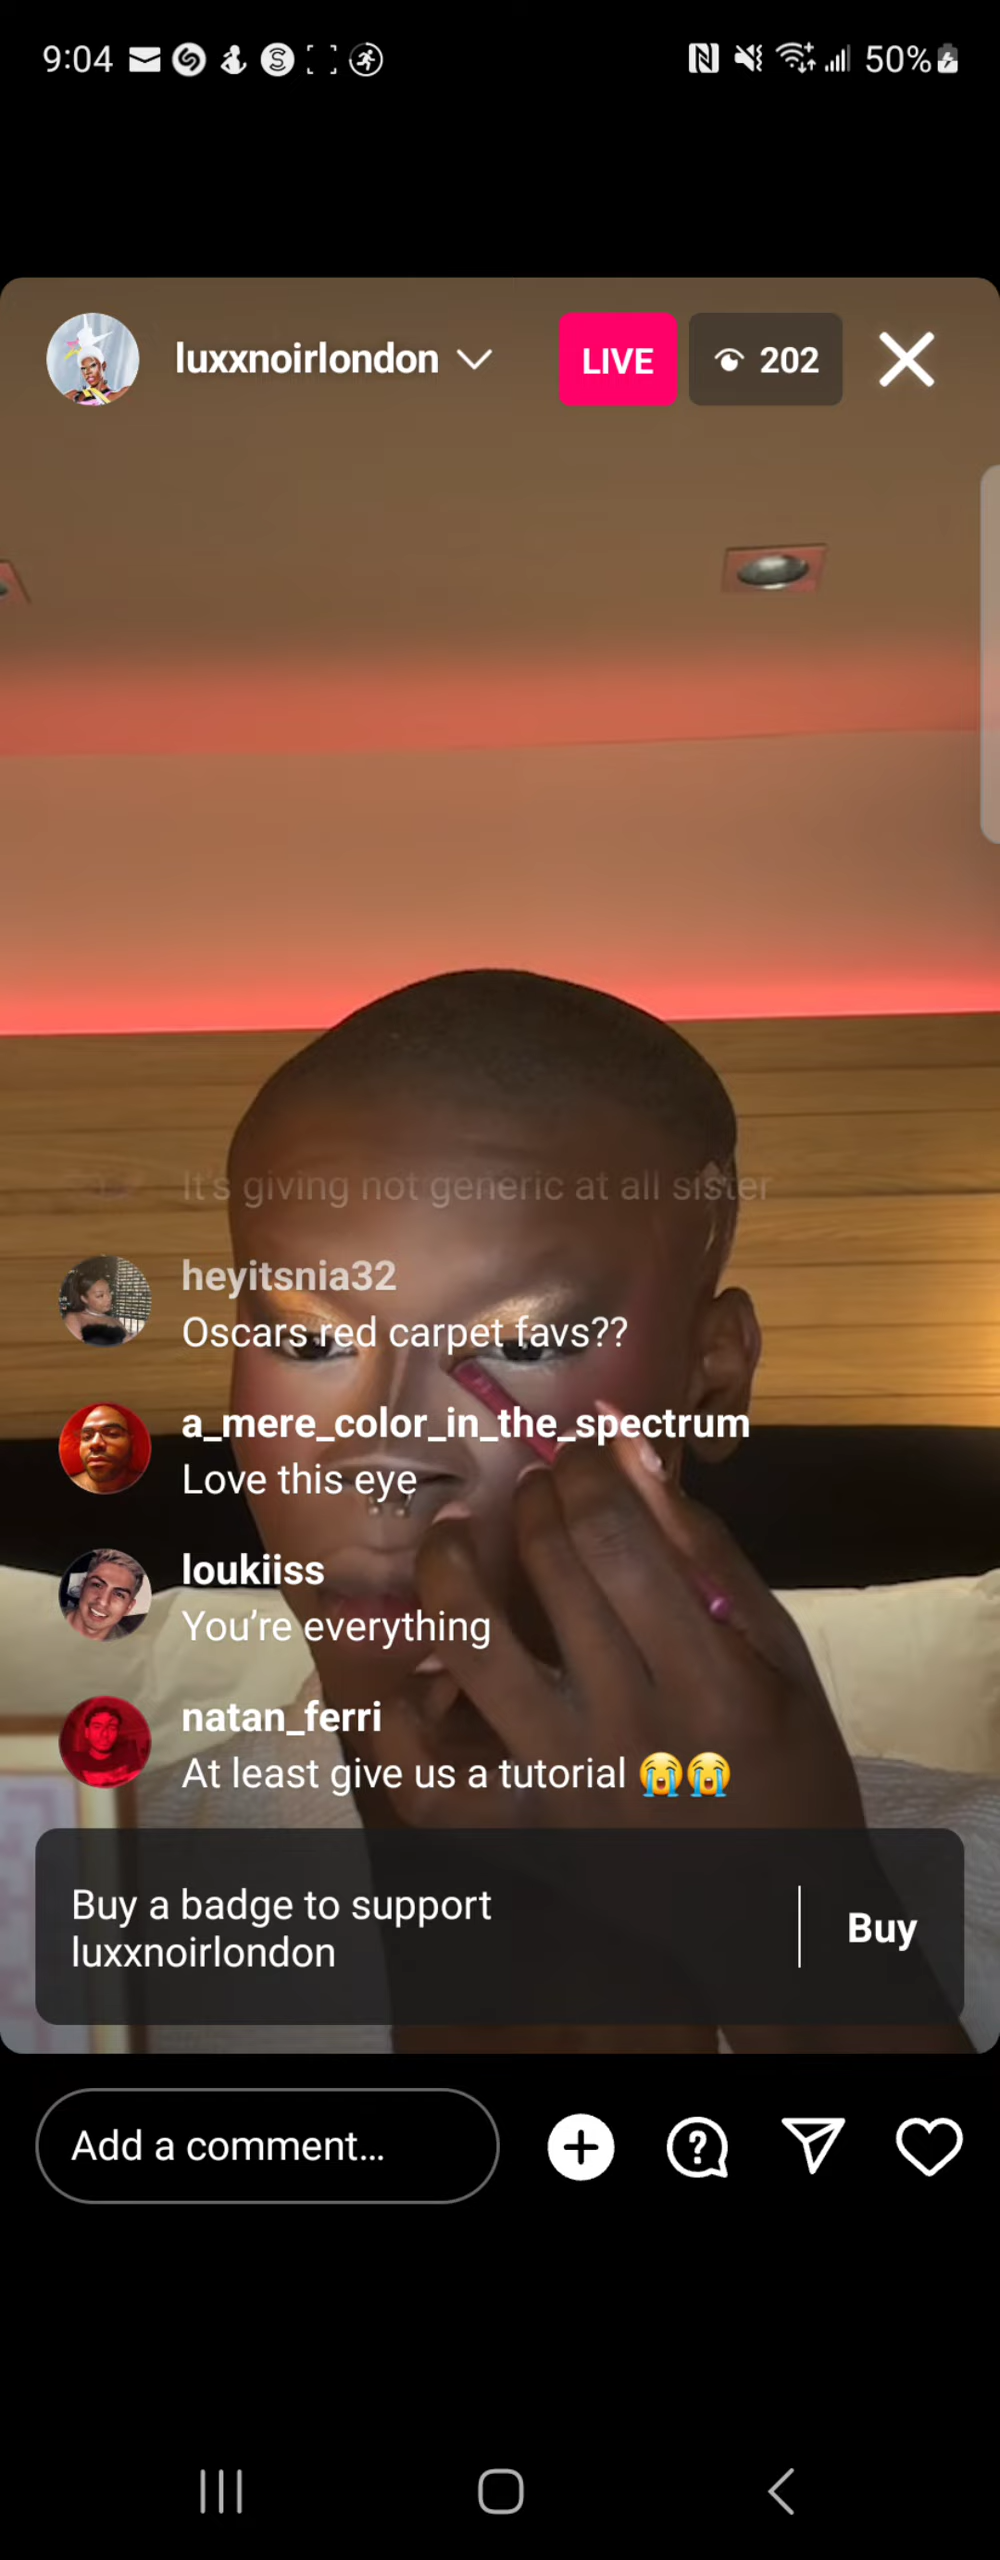 9:04
50%
luxxnoirlondon
LIVE
202
It's giving not generic at all sister
heyitsnia32
Oscars red carpet favs??
a_mere_color_in_the_spectrum
Love this eye
loukiiss
You’re everything
natan_ferri
At least give us a tutorial 😭😭
Buy a badge to support
luxxnoirlondon
Buy
Add a comment...